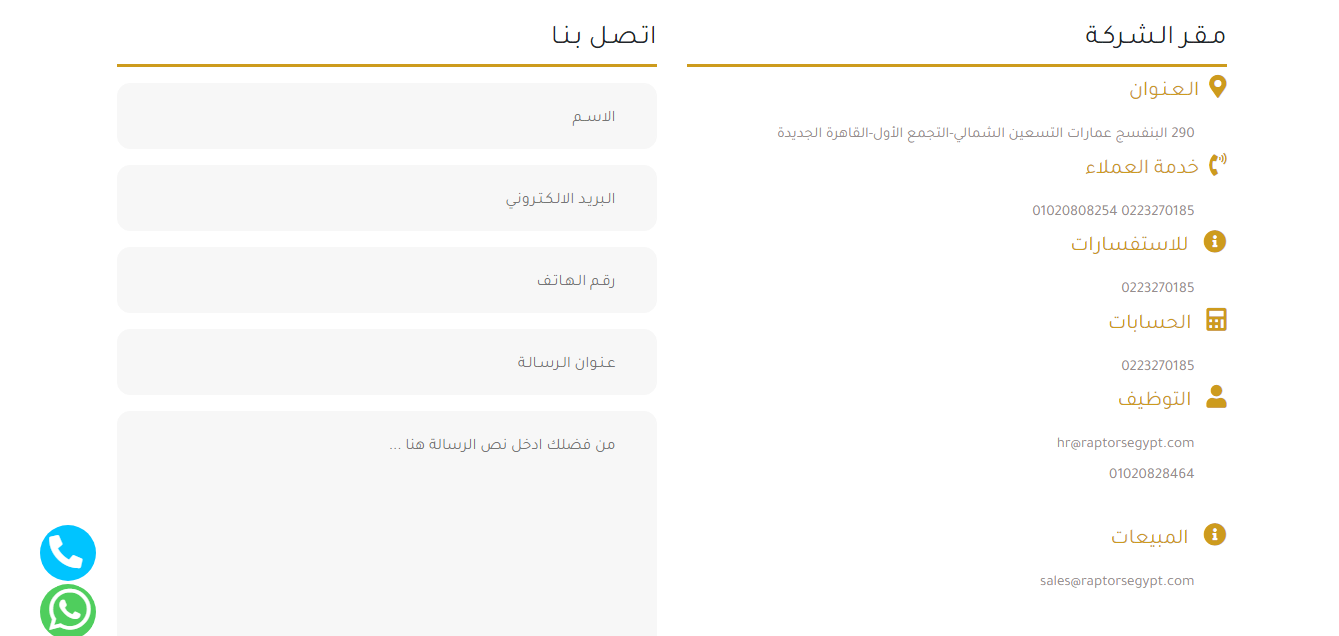 مقر الشركة
العنوان
290 البنفسج عمارات التسعين الشمالي-التجمع الأول-القاهرة الجديدة
خدمة العملاء
0223270185 01020808254
للاستفسارات
0223270185
الحسابات
0223270185
التوظيف
hr@raptorsegypt.com
01020828464
المبيعات
sales@raptorsegypt.com
اتصل بنا
الاسم
البريد الالكتروني
رقم الهاتف
عنوان الرسالة
من فضلك ادخل نص الرسالة هنا ...